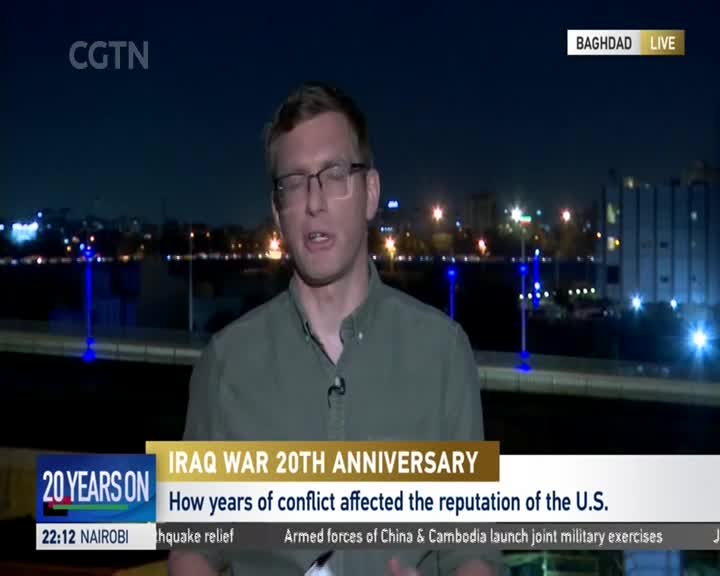 CGTN
BAGHDAD LIVE
IRAQ WAR 20TH ANNIVERSARY
20 YEARS ON
How years of conflict affected the reputation of the U.S.
22:12 NAIROBI
relief Armed forces of China & Cambodia launch joint military exercises